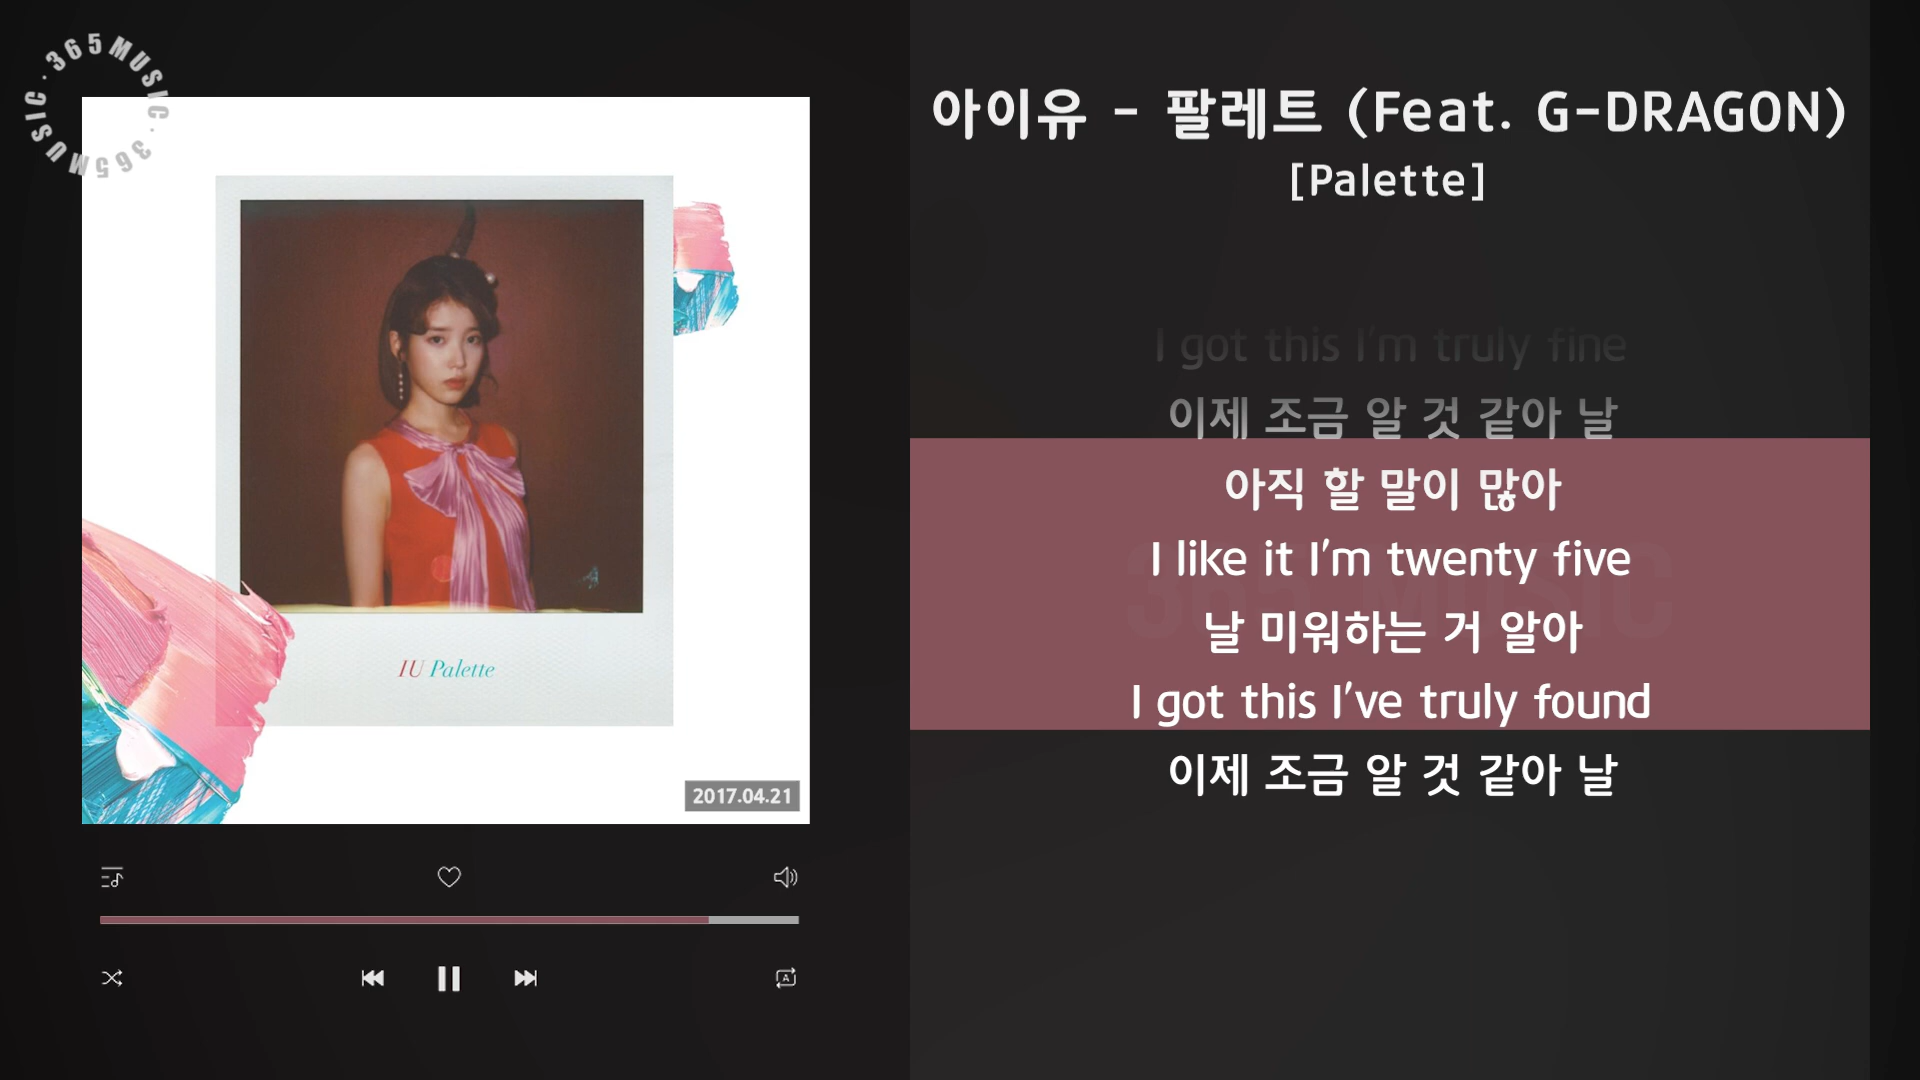 365MUSIC · 365MUSIC ·
아이유 - 팔레트 (Feat. G-DRAGON)
[Palette]
IU Palette
2017.04.21
I got this I'm truly fine
이제 조금 알 것 같아 날
아직 할 말이 많아
I like it I'm twenty five
날 미워하는 거 알아
I got this I've truly found
이제 조금 알 것 같아 날
365 MUSIC
A